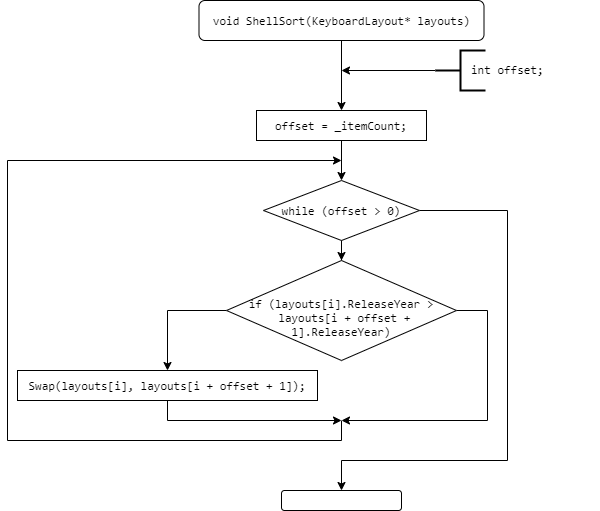 void ShellSort(KeyboardLayout* layouts)
int offset;
offset = _itemCount;
while (offset > 0)
if (layouts[i].ReleaseYear >
layouts[i + offset +
1].ReleaseYear)
Swap(layouts[i], layouts[i + offset + 1]);